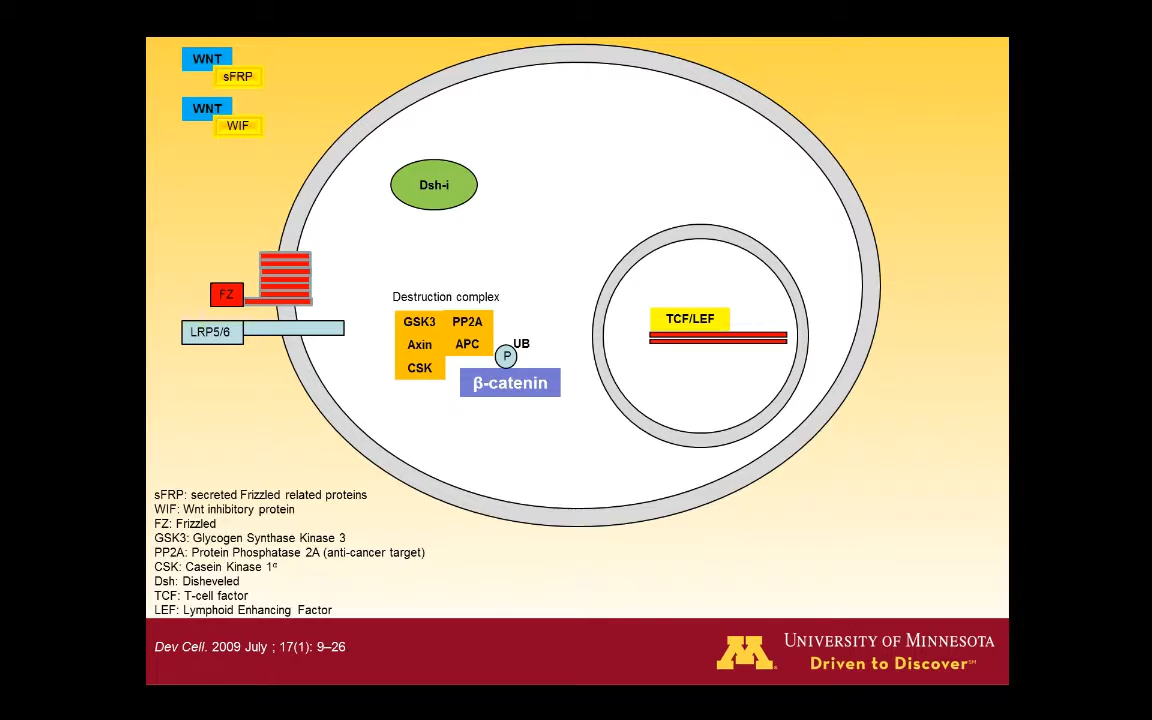 WNT
sFRP
WNT
WIF
Dsh-i
FZ
LRP5/6
Destruction complex
GSK3 PP2A
Axin APC
CSK
P
UB
β-catenin
TCF/LEF
sFRP: secreted Frizzled related proteins
WIF: Wnt inhibitory protein
FZ: Frizzled
GSK3: Glycogen Synthase Kinase 3
PP2A: Protein Phosphatase 2A (anti-cancer target)
CSK: Casein Kinase 1α
Dsh: Disheveled
TCF: T-cell factor
LEF: Lymphoid Enhancing Factor
Dev Cell. 2009 July ; 17(1): 9–26
M
UNIVERSITY OF MINNESOTA
Driven to Discover℠